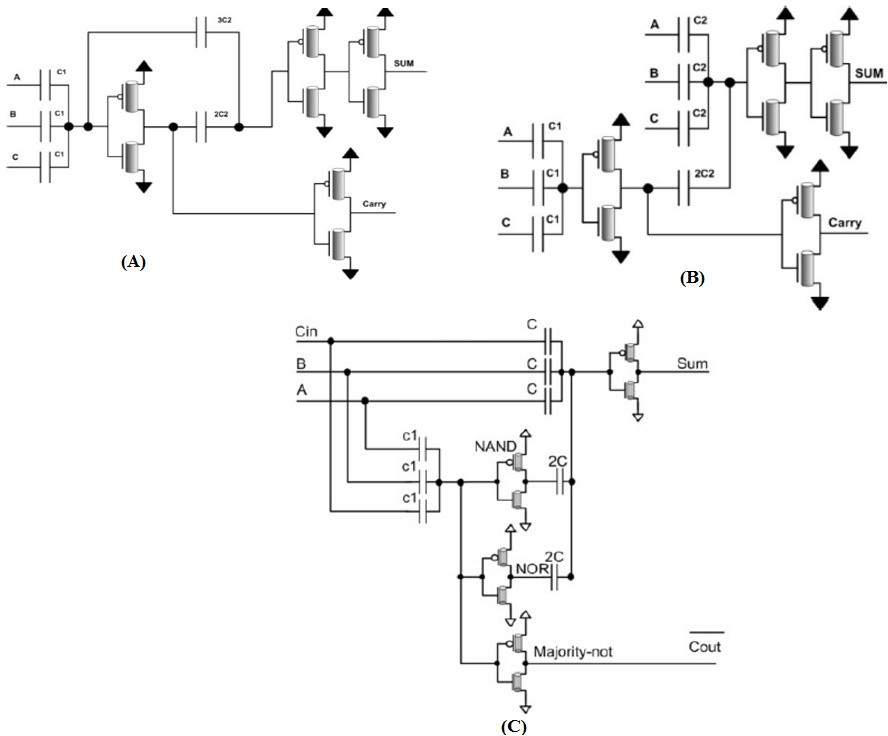 3C2
A
C1
B
C1
C
C1
2C2
SUM
Carry
(A)
A
C2
B
C2
C
C2
SUM
A
C1
B
C1
C
C1
2C2
Carry
(B)
Cin
C
B
C
A
C
Sum
c1
c1
c1
NAND
2C
NOR
2C
Majority-not
Cout
(C)